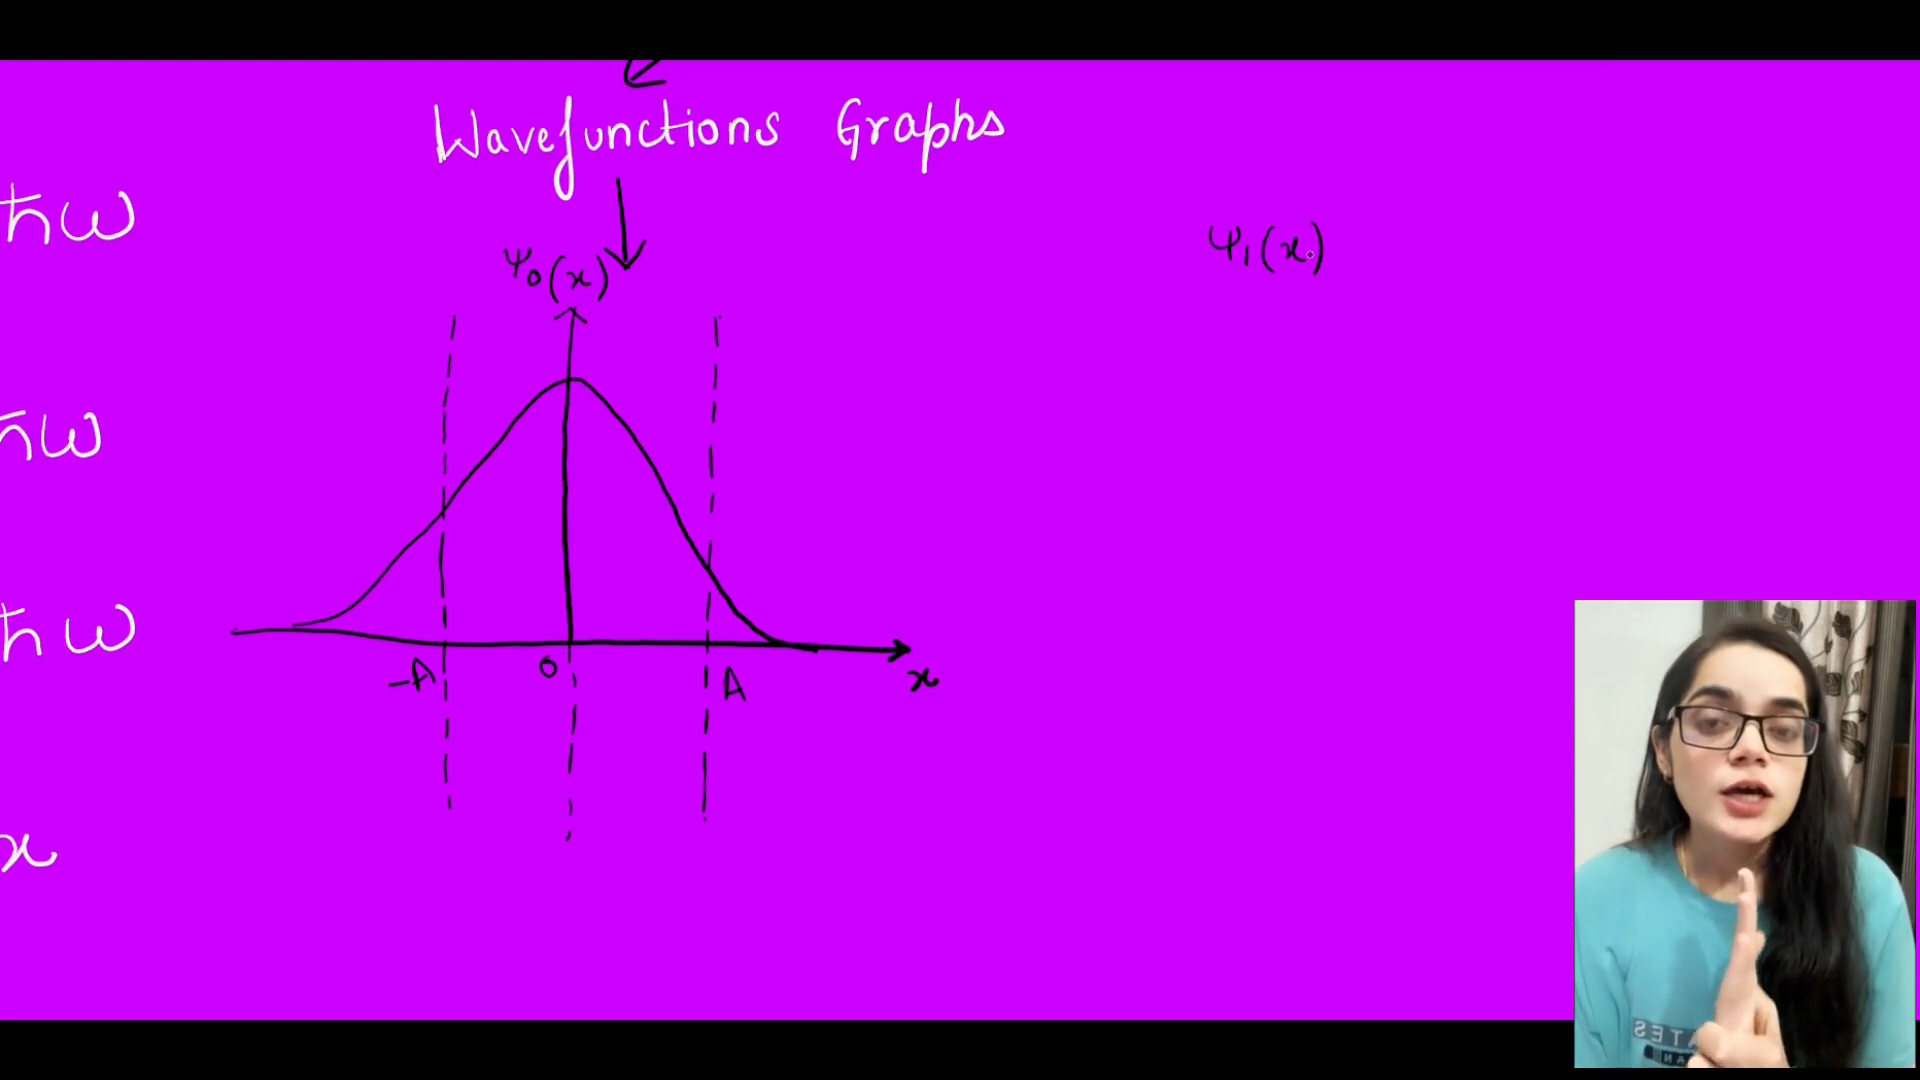 Wavefunctions Graphs
ħω
ψ₀(x)
ψ₁(x)
ħω
ħω
-A
0
A
x
x